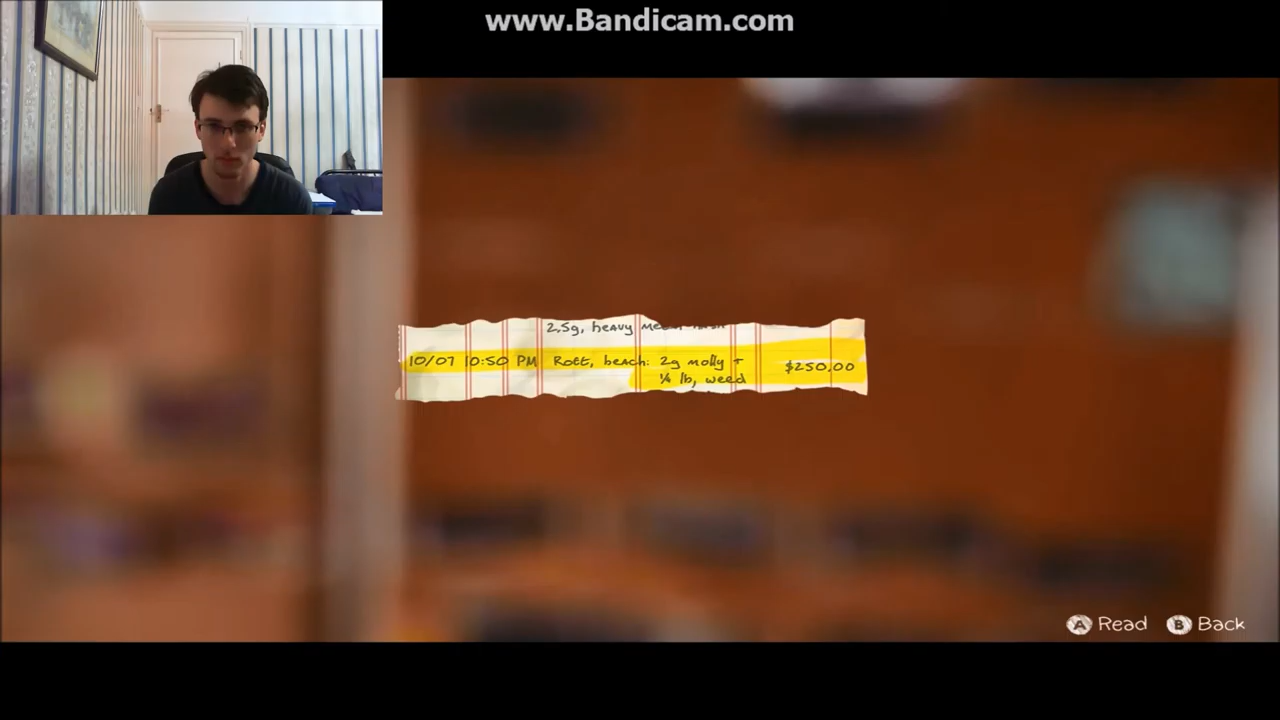 www.Bandicam.com
2.5g, heavy
10/07 10:50 PM Rott, beach: 2g molly + $250.00
1/4 lb, weed
A Read B Back